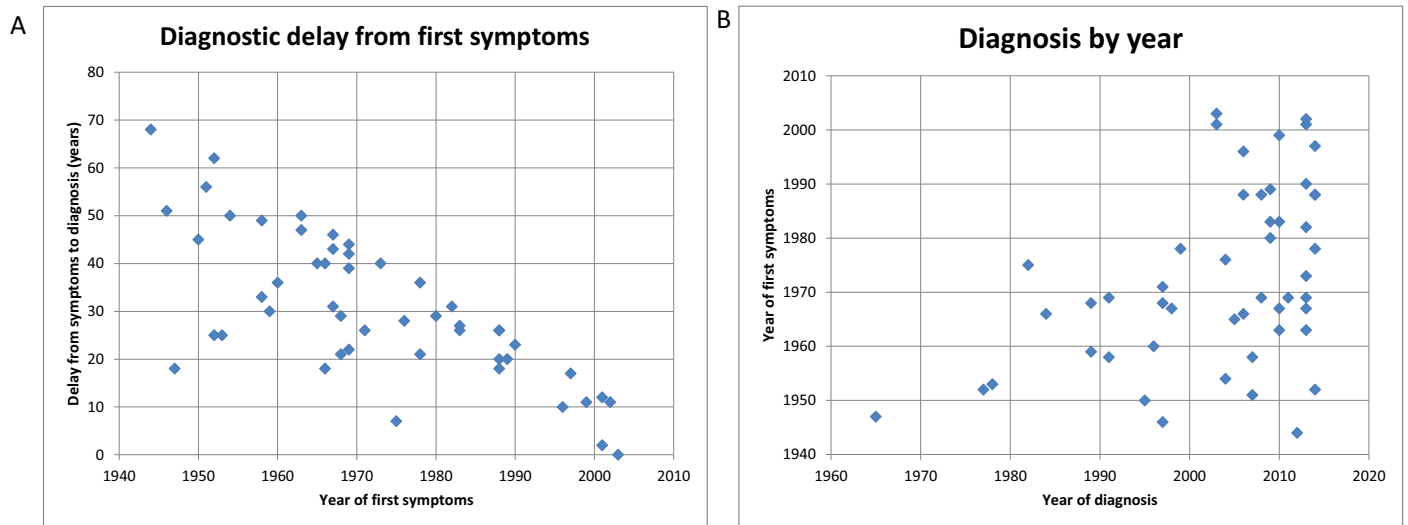 A
Diagnostic delay from first symptoms
Delay from symptoms to diagnosis (years)
80
70
60
50
40
30
20
10
0
1940 1950 1960 1970 1980 1990 2000 2010
Year of first symptoms
B
Diagnosis by year
Year of first symptoms
2010
2000
1990
1980
1970
1960
1950
1940
1960 1970 1980 1990 2000 2010 2020
Year of diagnosis